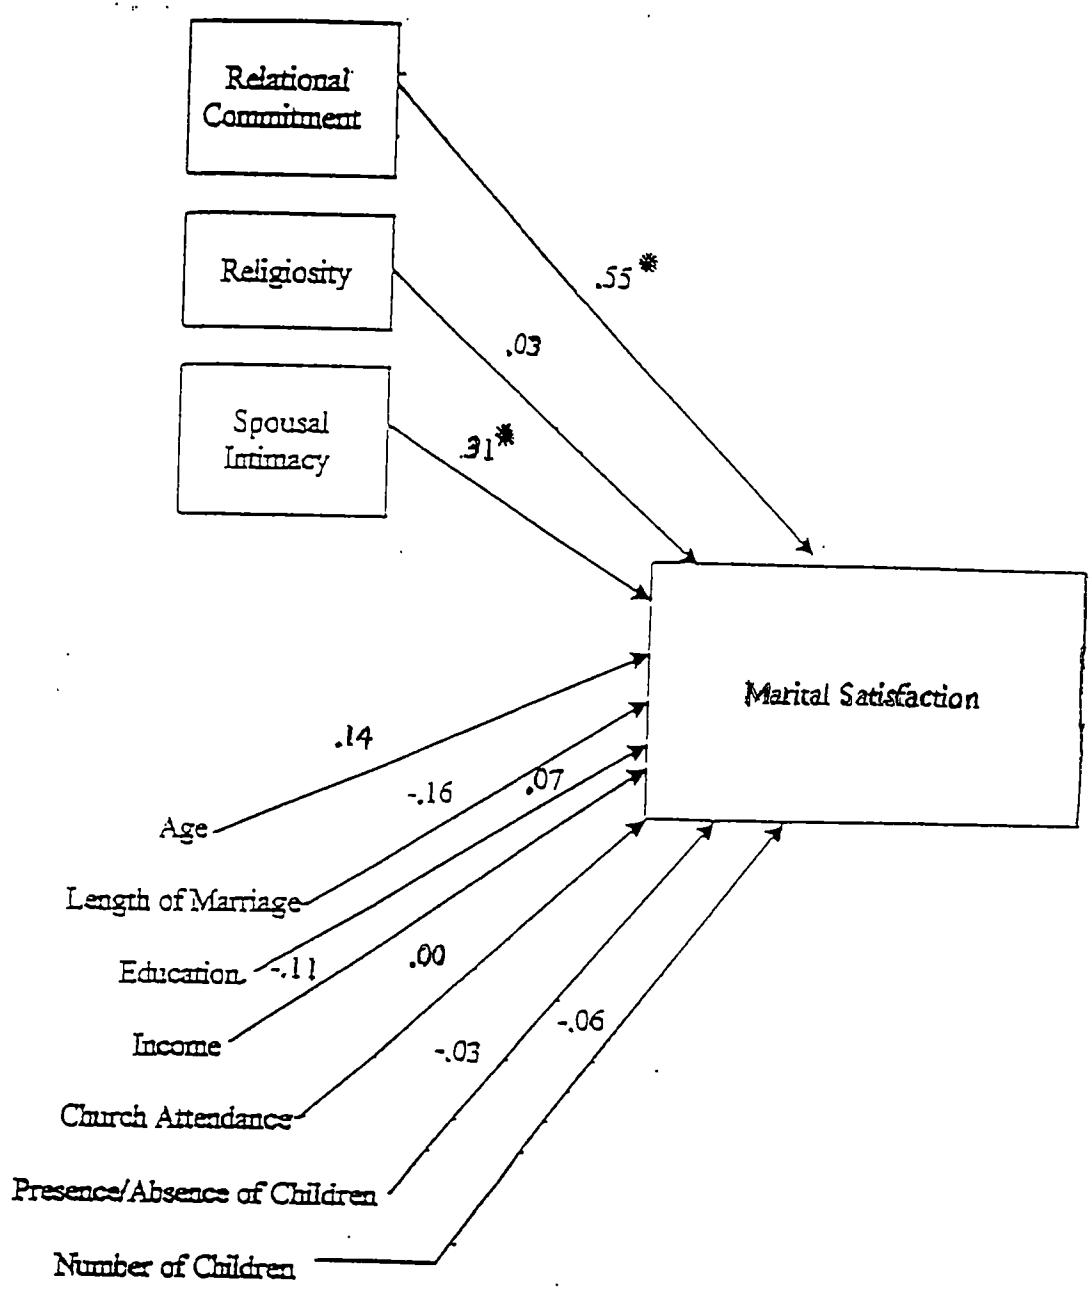 Relational
Commitment
.55*
Religiosity
.03
Spousal
Intimacy
.31*
Marital Satisfaction
.14
Age
-.16
.07
Length of Marriage
Education
-.11
.00
Income
-.03
-.06
Church Attendance
Presence/Absence of Children
Number of Children